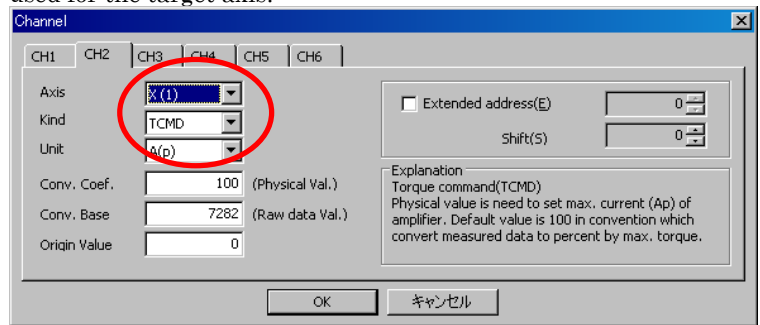 used for the target axis.
Channel
CH1 CH2 CH3 CH4 CH5 CH6
Axis X (1)
Kind TCMD
Unit A(p)
Conv. Coef. 100 (Physical Val.)
Conv. Base 7282 (Raw data Val.)
Origin Value 0
Extended address(E) 0
Shift(S) 0
Explanation
Torque command(TCMD)
Physical value is need to set max. current (Ap) of
amplifier. Default value is 100 in convention which
convert measured data to percent by max. torque.
OK キャンセル